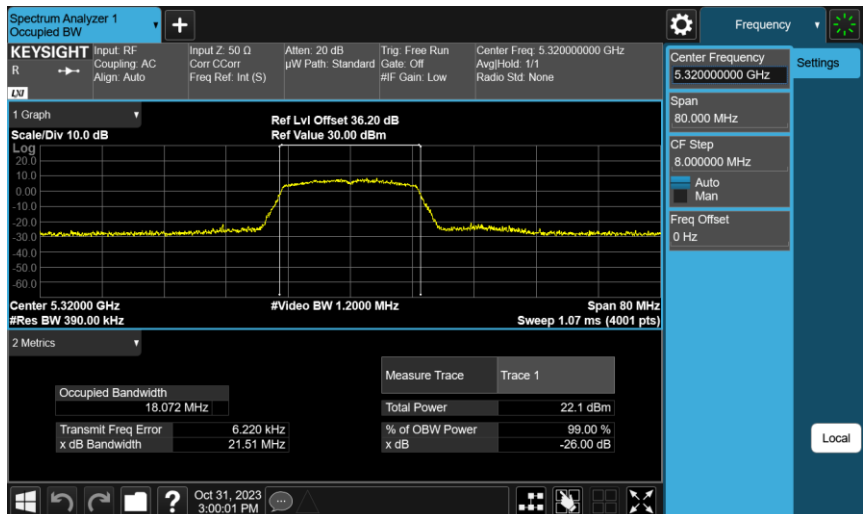 Spectrum Analyzer 1
Occupied BW
+
Frequency
KEYSIGHT
R
LXI
Input: RF
Coupling: AC
Align: Auto
Input Z: 50 Ω
Corr CCorr
Freq Ref: Int (S)
Atten: 20 dB
µW Path: Standard
Trig: Free Run
Gate: Off
#IF Gain: Low
Center Freq: 5.320000000 GHz
Avg|Hold: 1/1
Radio Std: None
Center Frequency
5.320000000 GHz
Settings
Span
80.000 MHz
CF Step
8.000000 MHz
Auto
Man
Freq Offset
0 Hz
Local
1 Graph
Scale/Div 10.0 dB
Ref Lvl Offset 36.20 dB
Ref Value 30.00 dBm
Log
20.0
10.0
0.00
-10.0
-20.0
-30.0
-40.0
-50.0
-60.0
Center 5.32000 GHz
#Video BW 1.2000 MHz
Span 80 MHz
#Res BW 390.00 kHz
Sweep 1.07 ms (4001 pts)
2 Metrics
Measure Trace Trace 1
Occupied Bandwidth
18.072 MHz
Total Power 22.1 dBm
Transmit Freq Error 6.220 kHz
% of OBW Power 99.00 %
x dB Bandwidth 21.51 MHz
x dB -26.00 dB
?
Oct 31, 2023
3:00:01 PM